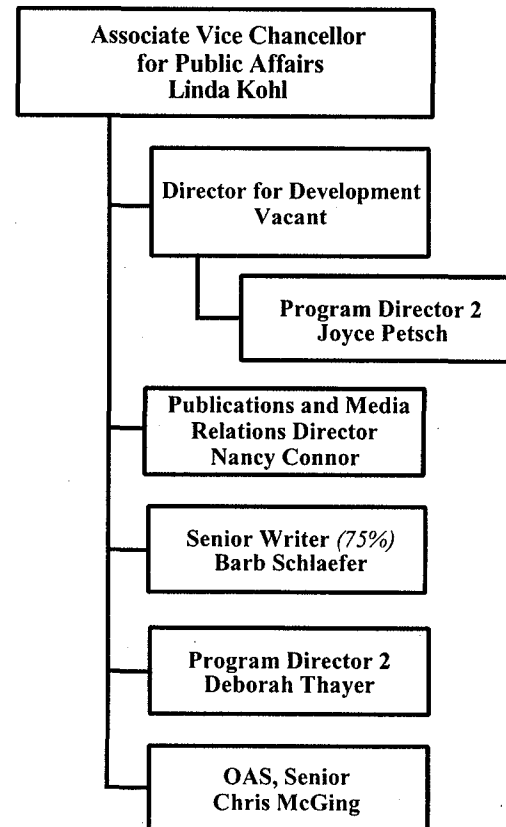 Associate Vice Chancellor
for Public Affairs
Linda Kohl
Director for Development
Vacant
Program Director 2
Joyce Petsch
Publications and Media
Relations Director
Nancy Connor
Senior Writer (75%)
Barb Schlaefer
Program Director 2
Deborah Thayer
OAS, Senior
Chris McGing